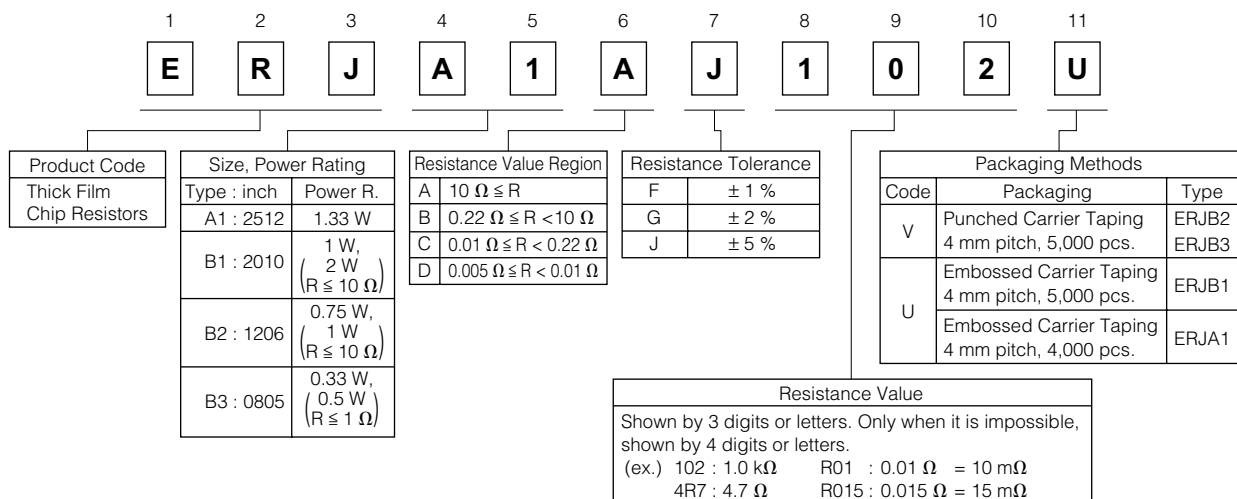 1 2 3 4 5 6 7 8 9 10 11
E R J A 1 A J 1 0 2 U
Product Code
Thick Film
Chip Resistors
Size, Power Rating
Type : inch Power R.
A1 : 2512 1.33 W
B1 : 2010 1 W,
( 2 W
R ≦ 10 Ω )
B2 : 1206 0.75 W,
( 1 W
R ≦ 10 Ω )
B3 : 0805 0.33 W,
( 0.5 W
R ≦ 1 Ω )
Resistance Value Region
A 10 Ω ≦ R
B 0.22 Ω ≦ R < 10 Ω
C 0.01 Ω ≦ R < 0.22 Ω
D 0.005 Ω ≦ R < 0.01 Ω
Resistance Tolerance
F ± 1 %
G ± 2 %
J ± 5 %
Packaging Methods
Code Packaging Type
V Punched Carrier Taping ERJB2
4 mm pitch, 5,000 pcs. ERJB3
U Embossed Carrier Taping ERJB1
4 mm pitch, 5,000 pcs.
Embossed Carrier Taping ERJA1
4 mm pitch, 4,000 pcs.
Resistance Value
Shown by 3 digits or letters. Only when it is impossible,
shown by 4 digits or letters.
(ex.) 102 : 1.0 kΩ R01 : 0.01 Ω = 10 mΩ
4R7 : 4.7 Ω R015 : 0.015 Ω = 15 mΩ